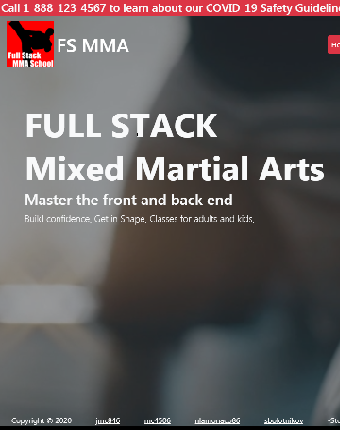 Call 1-888-123-4567 to learn about our COVID-19 Safety Guideline
Full Stack
MMA School
FS MMA
Ho
FULL STACK
Mixed Martial Arts
Master the front and back end
Build confidence, Get in Shape, Classes for adults and kids.
Copyright © 2020